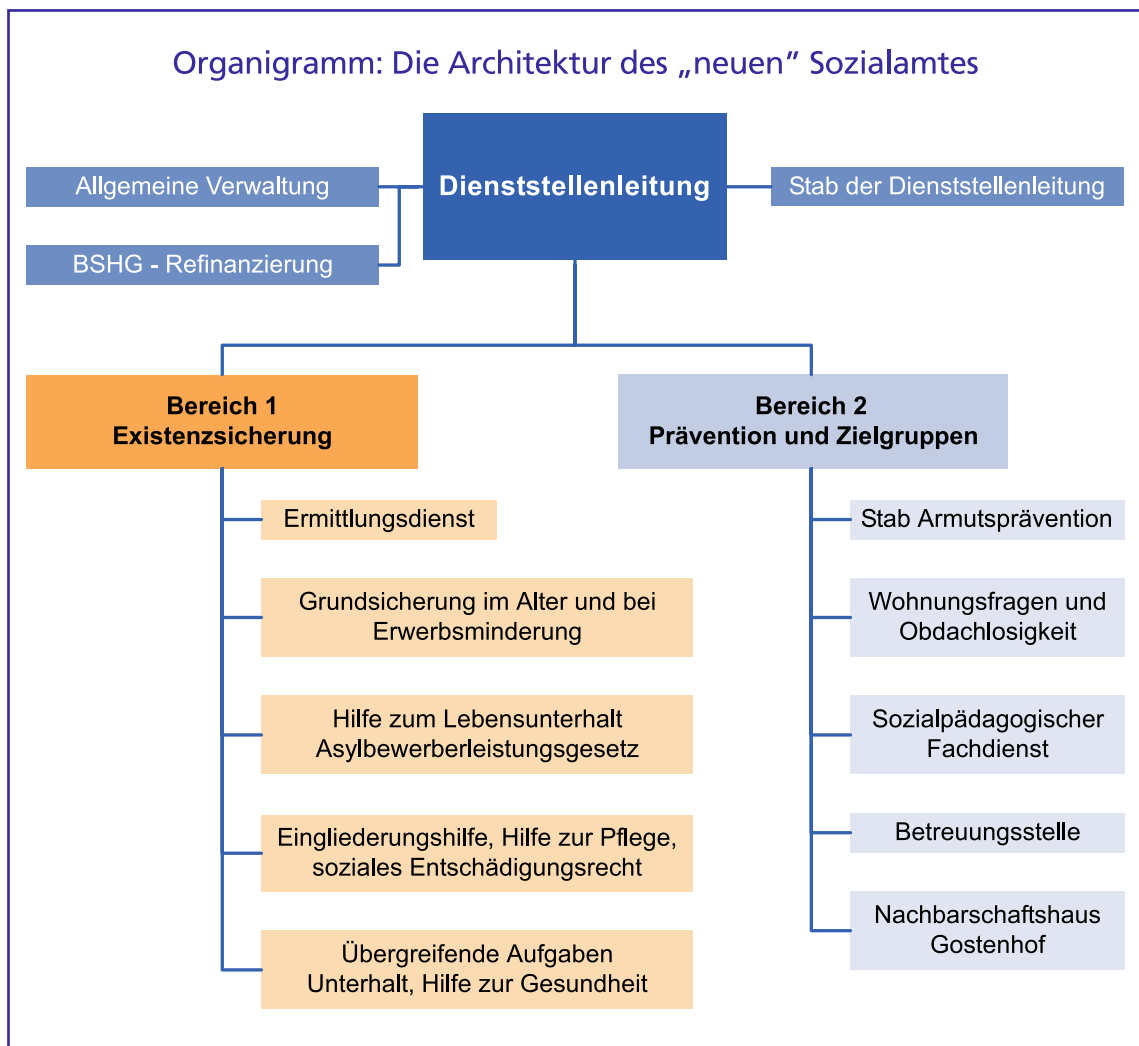 Organigramm: Die Architektur des „neuen” Sozialamtes
Allgemeine Verwaltung
BSHG - Refinanzierung
Dienststellenleitung
Stab der Dienststellenleitung
Bereich 1
Existenzsicherung
Ermittlungsdienst
Grundsicherung im Alter und bei
Erwerbsminderung
Hilfe zum Lebensunterhalt
Asylbewerberleistungsgesetz
Eingliederungshilfe, Hilfe zur Pflege,
soziales Entschädigungsrecht
Übergreifende Aufgaben
Unterhalt, Hilfe zur Gesundheit
Bereich 2
Prävention und Zielgruppen
Stab Armutsprävention
Wohnungsfragen und
Obdachlosigkeit
Sozialpädagogischer
Fachdienst
Betreuungsstelle
Nachbarschaftshaus
Gostenhof